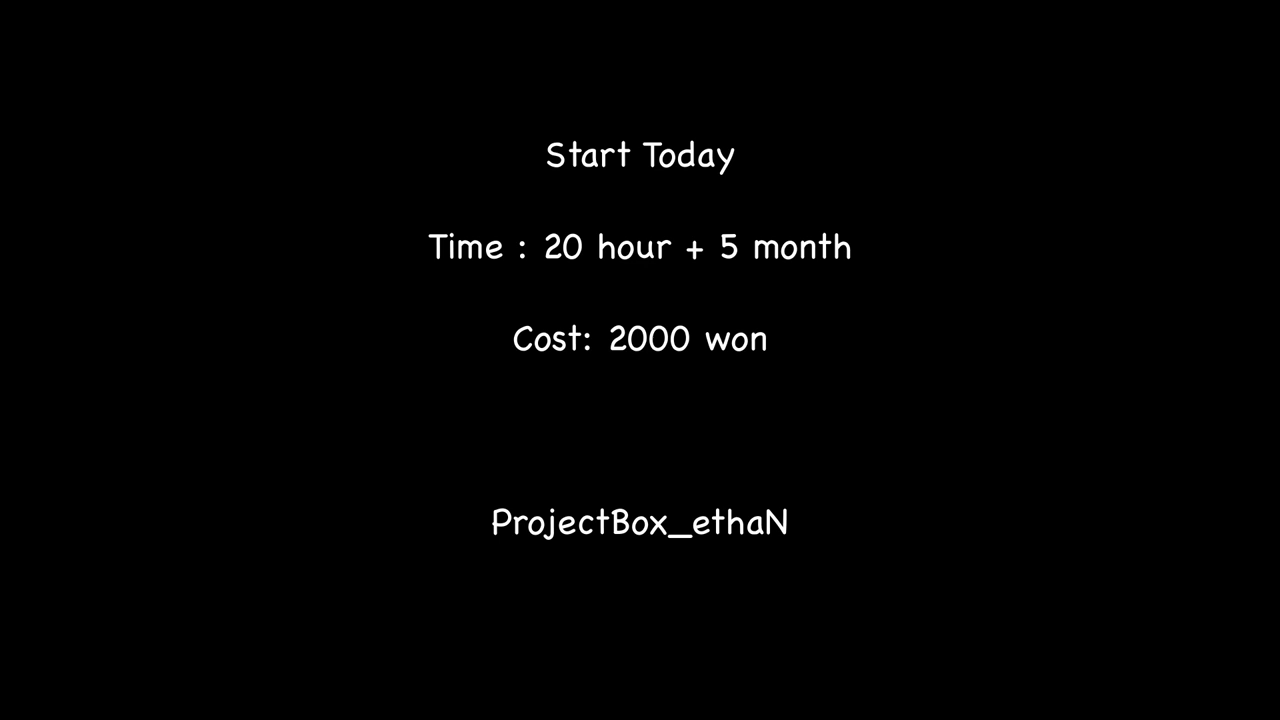 Start Today
Time : 20 hour + 5 month
Cost: 2000 won
ProjectBox_ethaN